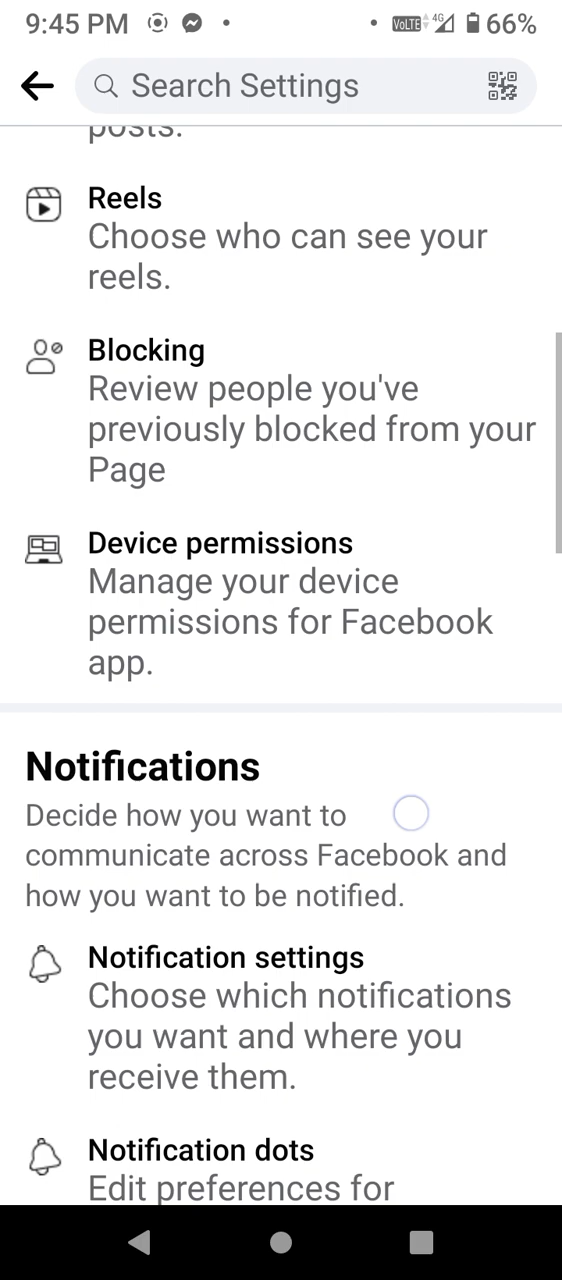 9:45 PM VoLTE 4G 66%
Search Settings
posts.
Reels
Choose who can see your
reels.
Blocking
Review people you've
previously blocked from your
Page
Device permissions
Manage your device
permissions for Facebook
app.
Notifications
Decide how you want to
communicate across Facebook and
how you want to be notified.
Notification settings
Choose which notifications
you want and where you
receive them.
Notification dots
Edit preferences for